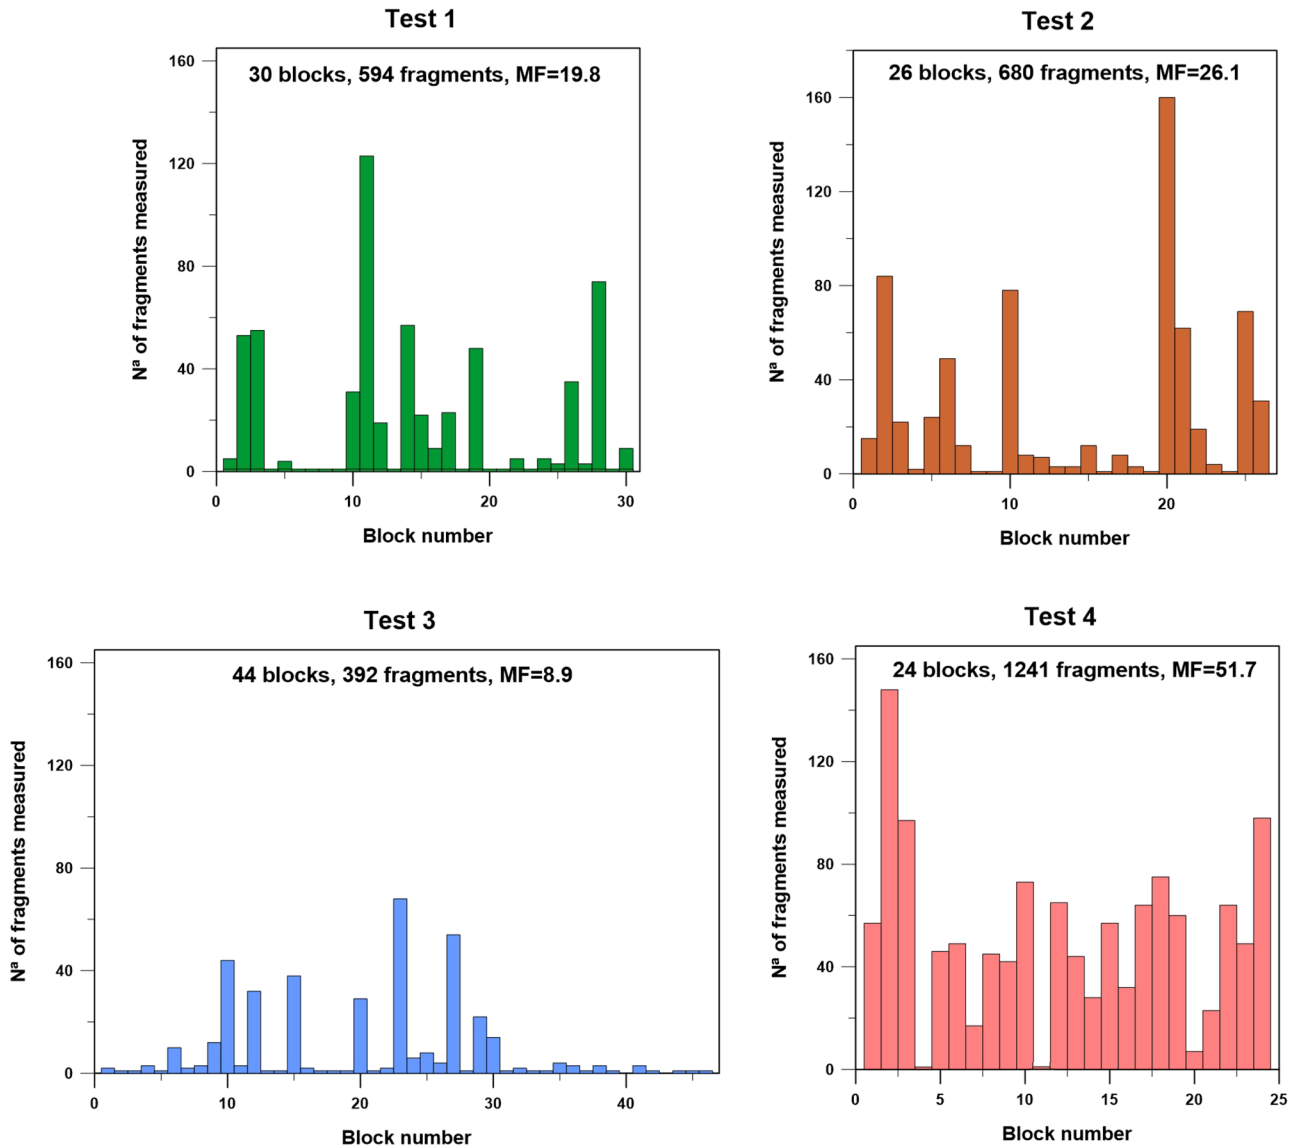 Test 1
30 blocks, 594 fragments, MF=19.8
Nª of fragments measured
160
120
80
40
0
0 10 20 30
Block number
Test 2
26 blocks, 680 fragments, MF=26.1
Nª of fragments measured
160
120
80
40
0
0 10 20
Block number
Test 3
44 blocks, 392 fragments, MF=8.9
Nª of fragments measured
160
120
80
40
0
0 10 20 30 40
Block number
Test 4
24 blocks, 1241 fragments, MF=51.7
Nª of fragments measured
160
120
80
40
0
0 5 10 15 20 25
Block number